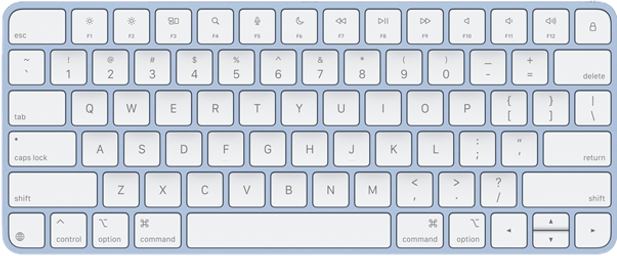 esc F1 F2 F3 F4 F5 F6 F7 F8 F9 F10 F11 F12
~ ! @ # $ % ^ & * ( ) _ +
` 1 2 3 4 5 6 7 8 9 0 - = delete
tab Q W E R T Y U I O P { [ } ] | \
caps lock A S D F G H J K L : ; " ' return
shift Z X C V B N M < , > . ? / shift
^ ⌥ ⌘ ⌘ ⌥
control option command command option ◂ ▴ ▾ ▸